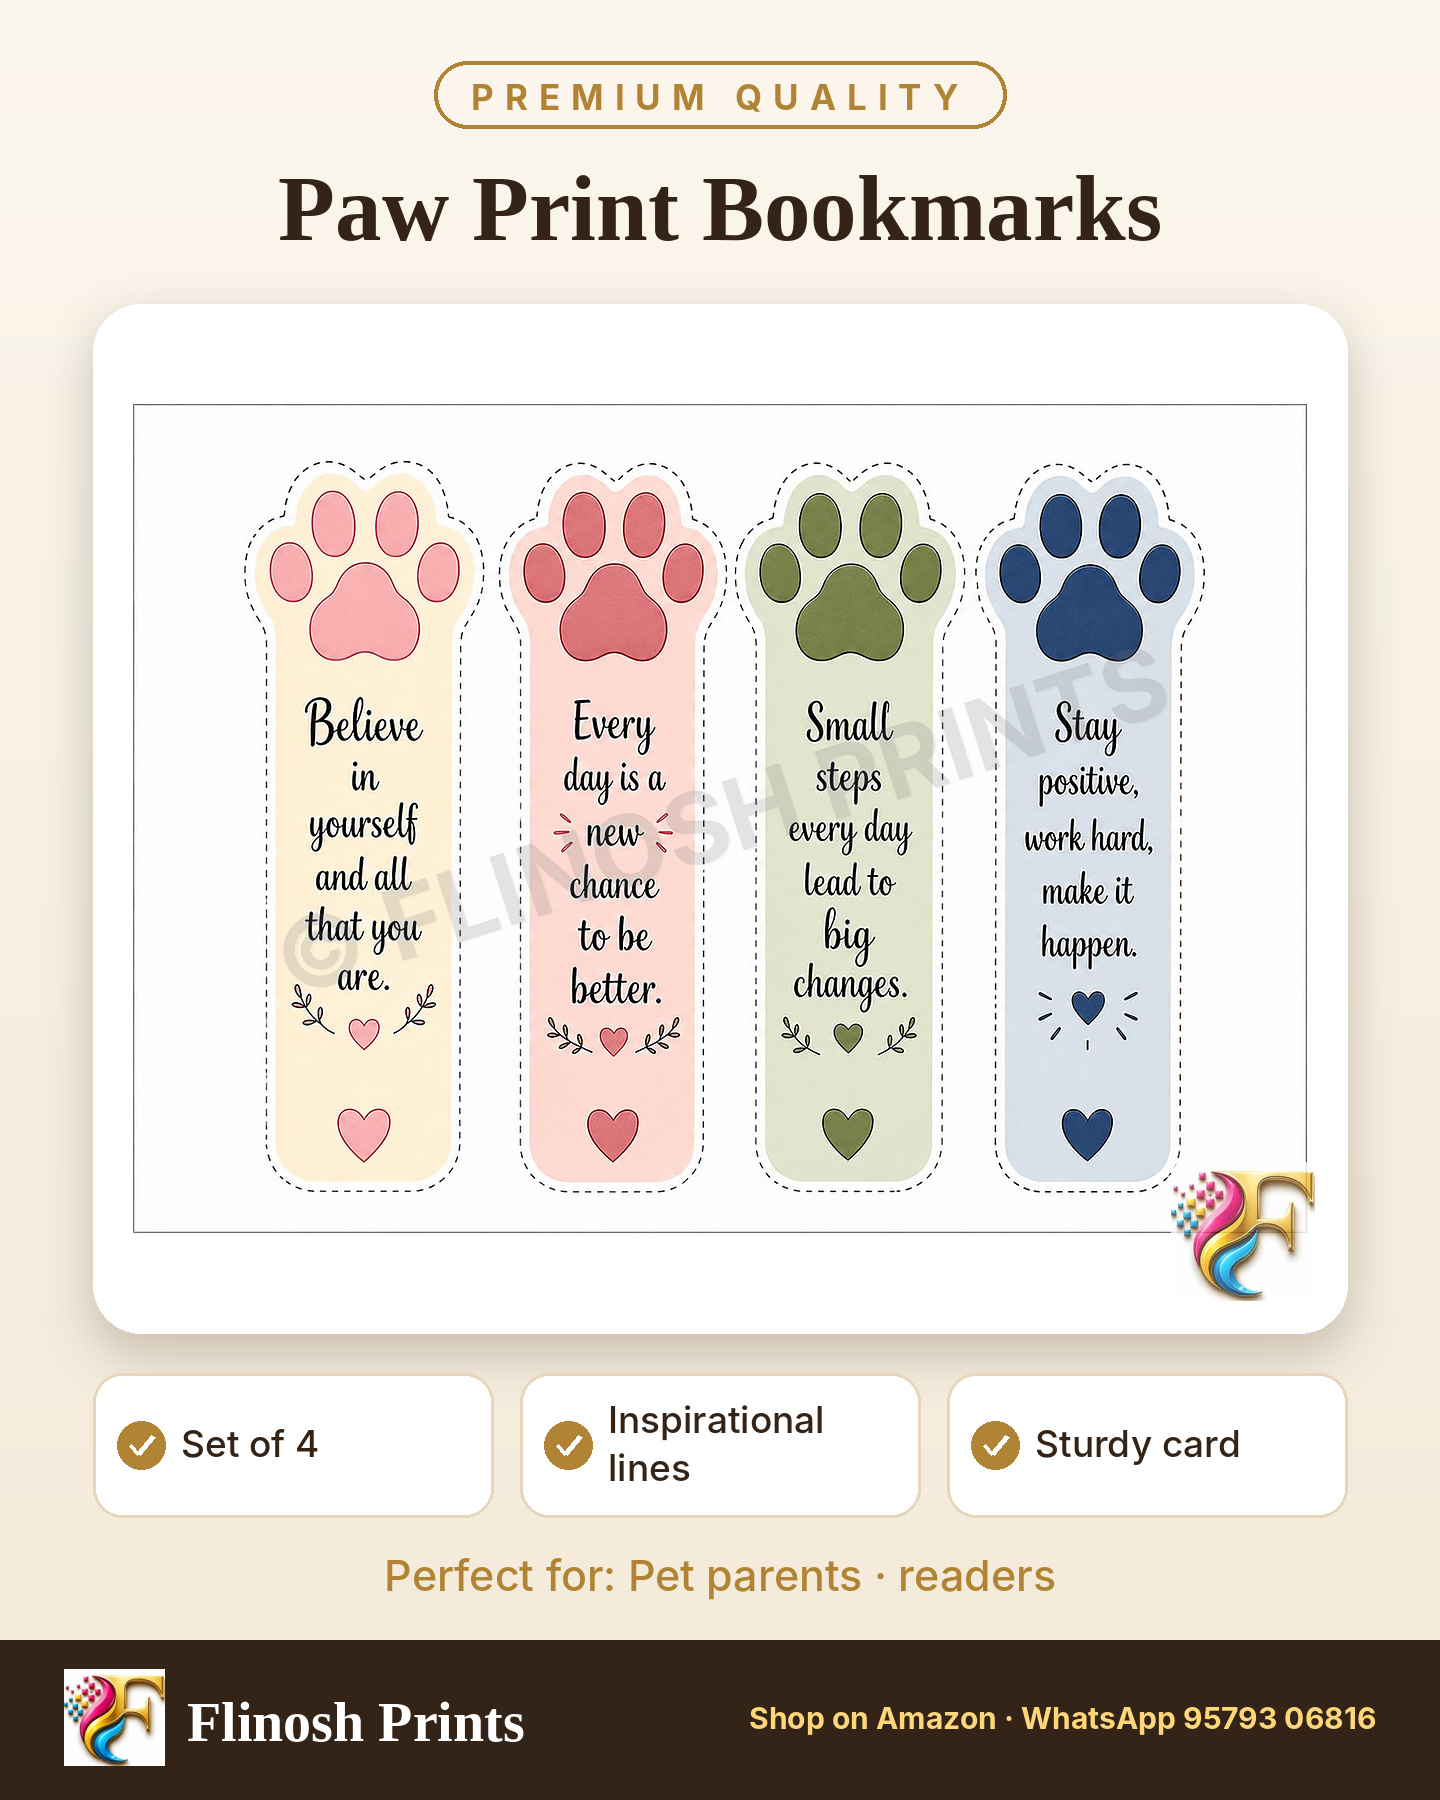 PREMIUM QUALITY
Paw Print Bookmarks
Believe
in
yourself
and all
that you
are.
Every
day is a
new
chance
to be
better.
Small
steps
every day
lead to
big
changes.
Stay
positive,
work hard,
make it
happen.
© FLINOSH PRINTS
F
Set of 4
Inspirational
lines
Sturdy card
Perfect for: Pet parents · readers
F
Flinosh Prints
Shop on Amazon · WhatsApp 95793 06816